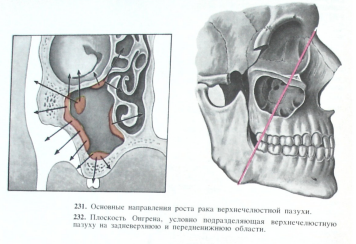 231. Основные направления роста рака верхнечелюстной пазухи.
232. Плоскость Онгрена, условно подразделяющая верхнечелюстную
пазуху на задневерхнюю и передненижнюю области.